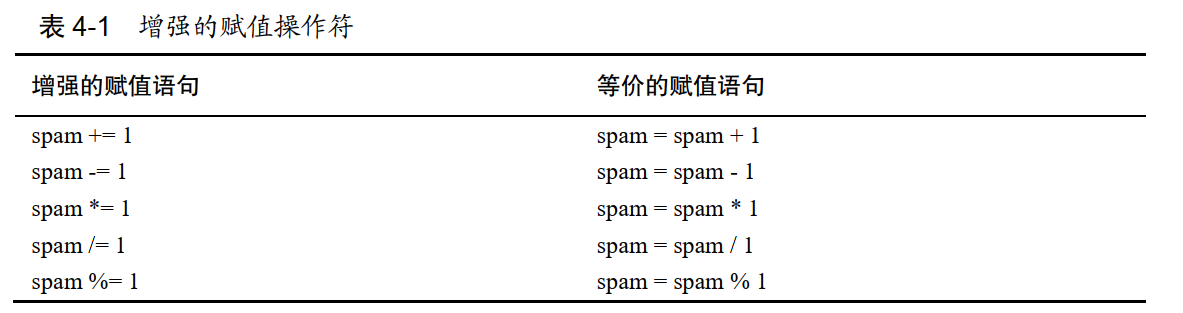 表 4-1 增强的赋值操作符
增强的赋值语句 等价的赋值语句
spam += 1 spam = spam + 1
spam -= 1 spam = spam - 1
spam *= 1 spam = spam * 1
spam /= 1 spam = spam / 1
spam %= 1 spam = spam % 1